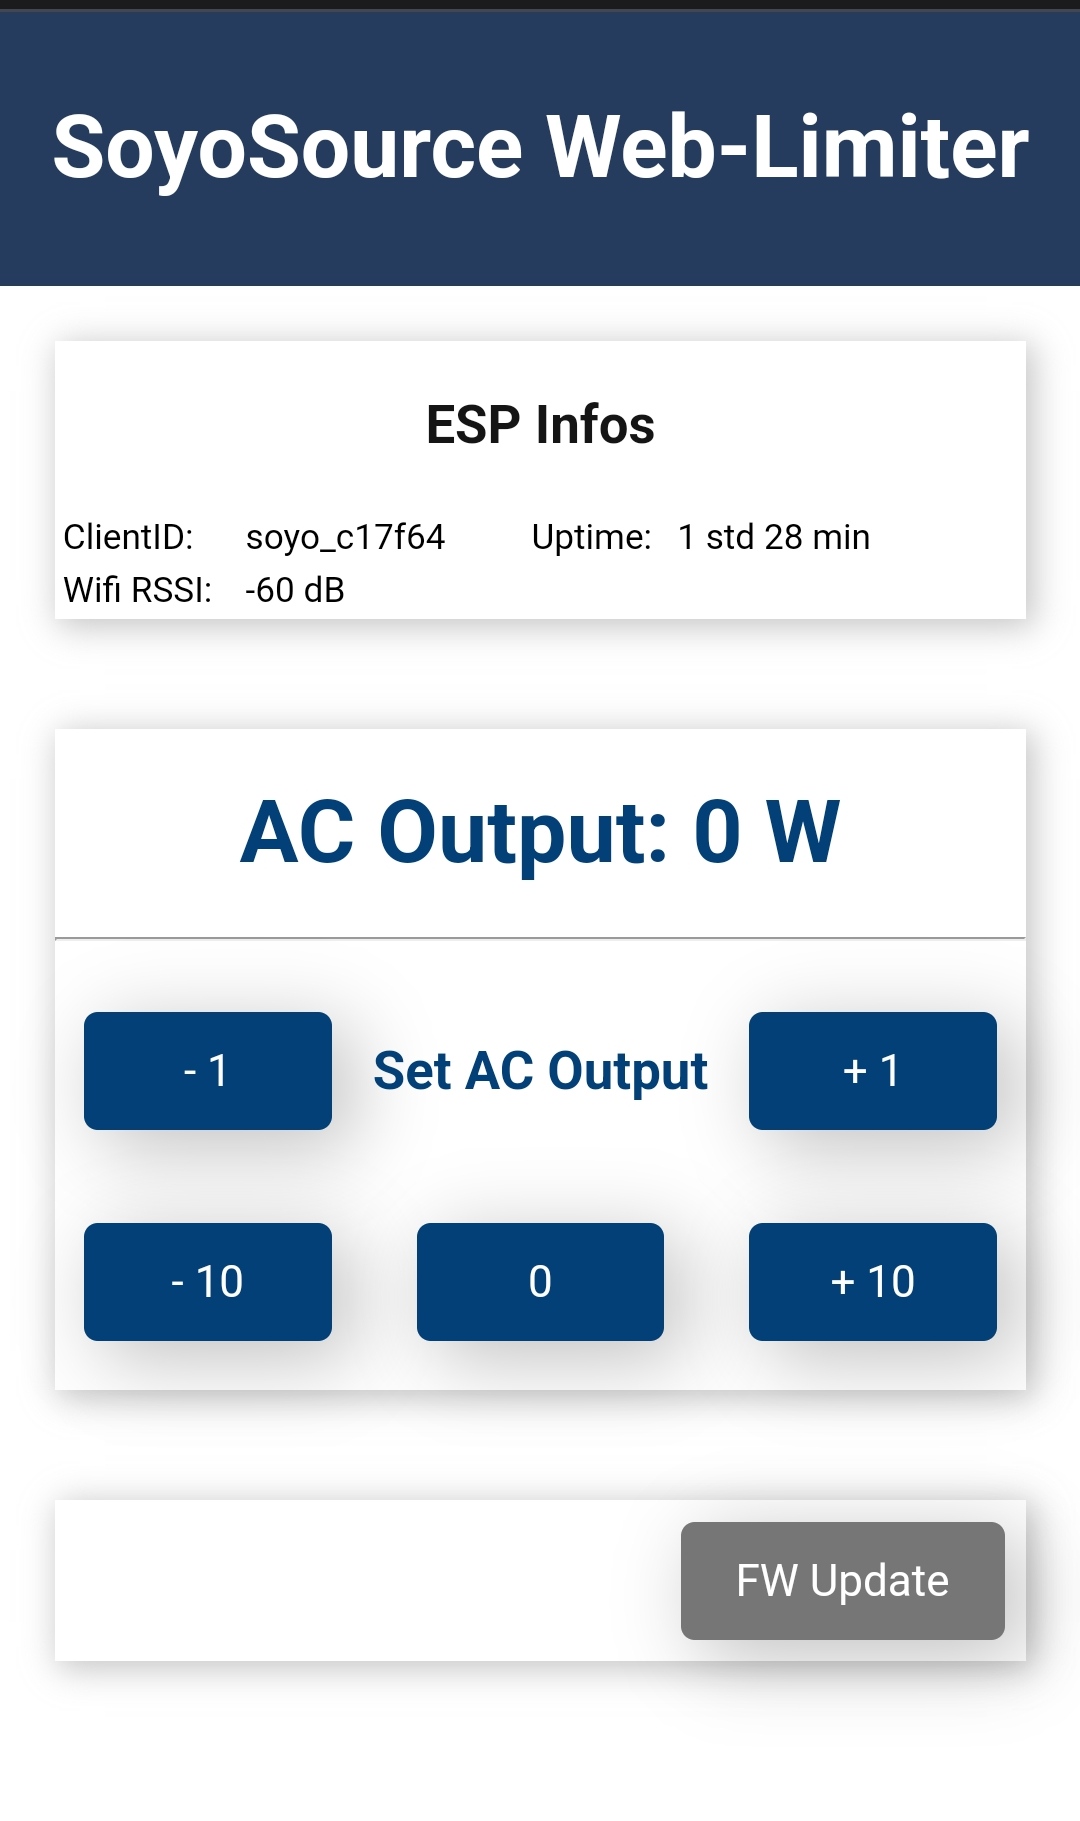 SoyoSource Web-Limiter
ESP Infos
ClientID: soyo_c17f64 Uptime: 1 std 28 min
Wifi RSSI: -60 dB
AC Output: 0 W
- 1 Set AC Output + 1
- 10 0 + 10
FW Update